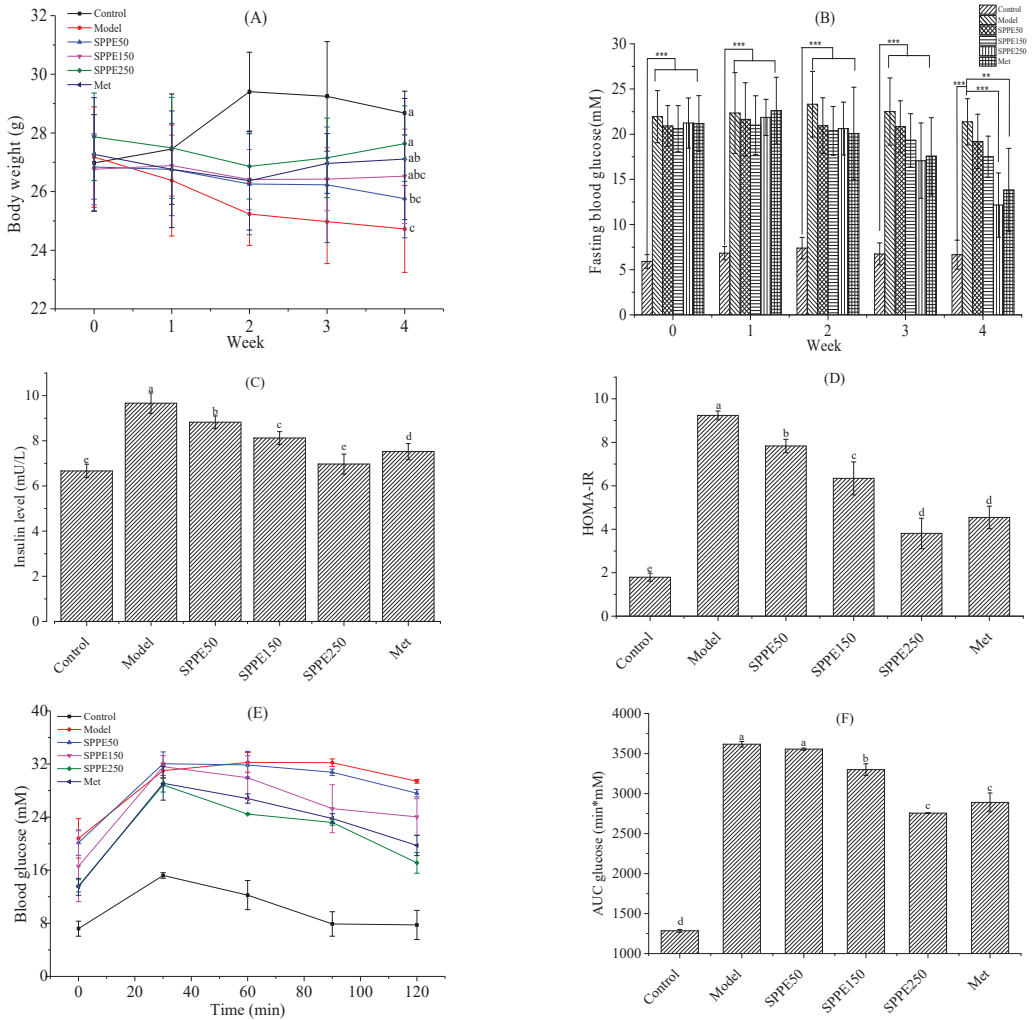 (A)
Control
Model
SPPE50
SPPE150
SPPE250
Met
Body weight (g)
32
30
28
26
24
22
a
a
ab
abc
bc
c
0 1 2 3 4
Week
(B)
Control
Model
SPPE50
SPPE150
SPPE250
Met
Fasting blood glucose(mM)
30
25
20
15
10
5
0
***
***
***
***
*** **
***
0 1 2 3 4
Week
(C)
Insulin level (mU/L)
10
8
6
4
2
0
e a b c e d
Control Model SPPE50 SPPE150 SPPE250 Met
(D)
HOMA-IR
10
8
6
4
2
0
e a b c d d
Control Model SPPE50 SPPE150 SPPE250 Met
(E)
Control
Model
SPPE50
SPPE150
SPPE250
Met
Blood glucose (mM)
40
32
24
16
8
0
0 20 40 60 80 100 120
Time (min)
(F)
AUC glucose (min*mM)
4000
3500
3000
2500
2000
1500
1000
d a a b c c
Control Model SPPE50 SPPE150 SPPE250 Met